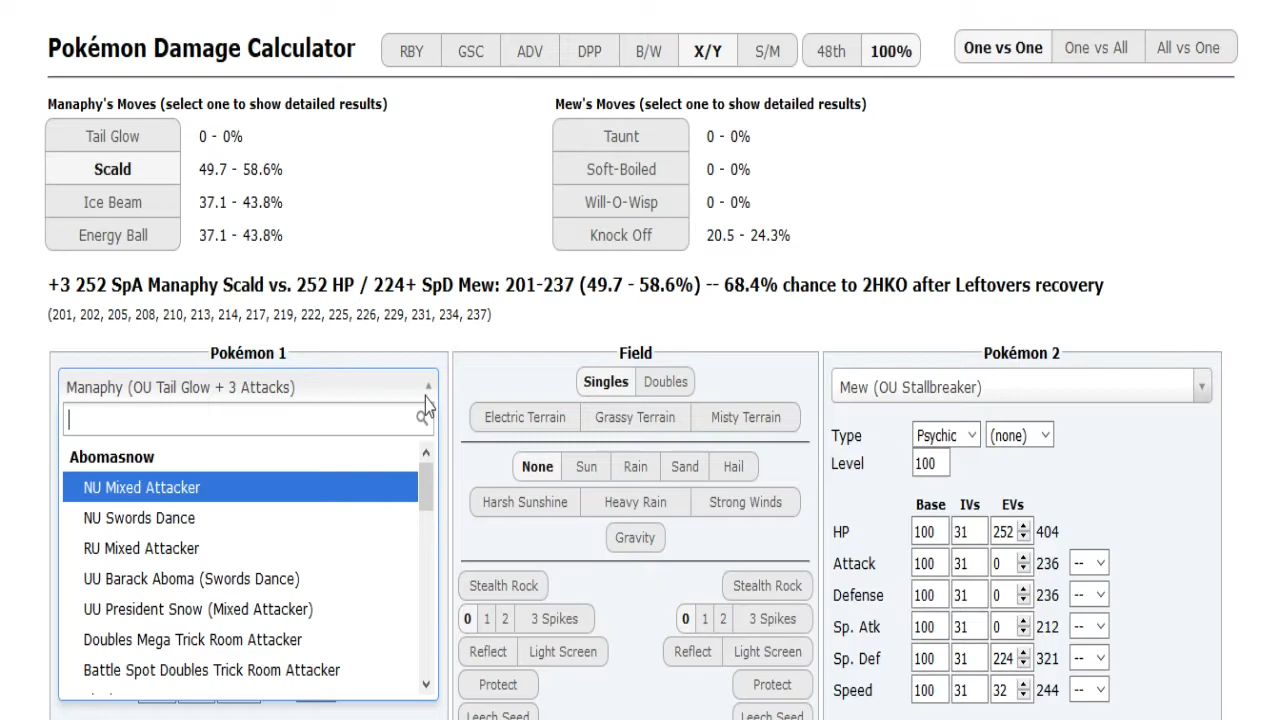 Pokémon Damage Calculator RBY GSC ADV DPP B/W X/Y S/M 48th 100% One vs One One vs All All vs One
Manaphy's Moves (select one to show detailed results) Mew's Moves (select one to show detailed results)
Tail Glow 0 - 0% Taunt 0 - 0%
Scald 49.7 - 58.6% Soft-Boiled 0 - 0%
Ice Beam 37.1 - 43.8% Will-O-Wisp 0 - 0%
Energy Ball 37.1 - 43.8% Knock Off 20.5 - 24.3%
+3 252 SpA Manaphy Scald vs. 252 HP / 224+ SpD Mew: 201-237 (49.7 - 58.6%) -- 68.4% chance to 2HKO after Leftovers recovery
(201, 202, 205, 208, 210, 213, 214, 217, 219, 222, 225, 226, 229, 231, 234, 237)
Pokémon 1
Manaphy (OU Tail Glow + 3 Attacks)
Abomasnow
NU Mixed Attacker
NU Swords Dance
RU Mixed Attacker
UU Barack Aboma (Swords Dance)
UU President Snow (Mixed Attacker)
Doubles Mega Trick Room Attacker
Battle Spot Doubles Trick Room Attacker
Field
Singles Doubles
Electric Terrain Grassy Terrain Misty Terrain
None Sun Rain Sand Hail
Harsh Sunshine Heavy Rain Strong Winds
Gravity
Stealth Rock Stealth Rock
0 1 2 3 Spikes 0 1 2 3 Spikes
Reflect Light Screen Reflect Light Screen
Protect Protect
Leech Seed Leech Seed
Pokémon 2
Mew (OU Stallbreaker)
Type Psychic (none)
Level 100
Base IVs EVs
HP 100 31 252 404
Attack 100 31 0 236 --
Defense 100 31 0 236 --
Sp. Atk 100 31 0 212 --
Sp. Def 100 31 224 321 --
Speed 100 31 32 244 --